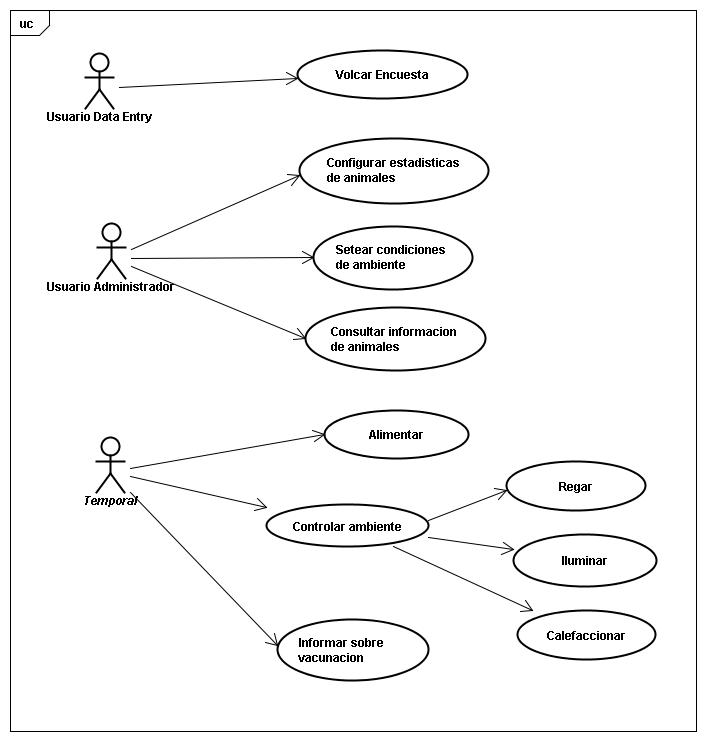 uc
Volcar Encuesta
Usuario Data Entry
Configurar estadisticas
de animales
Setear condiciones
de ambiente
Usuario Administrador
Consultar informacion
de animales
Alimentar
Temporal
Regar
Controlar ambiente
Iluminar
Calefaccionar
Informar sobre
vacunacion